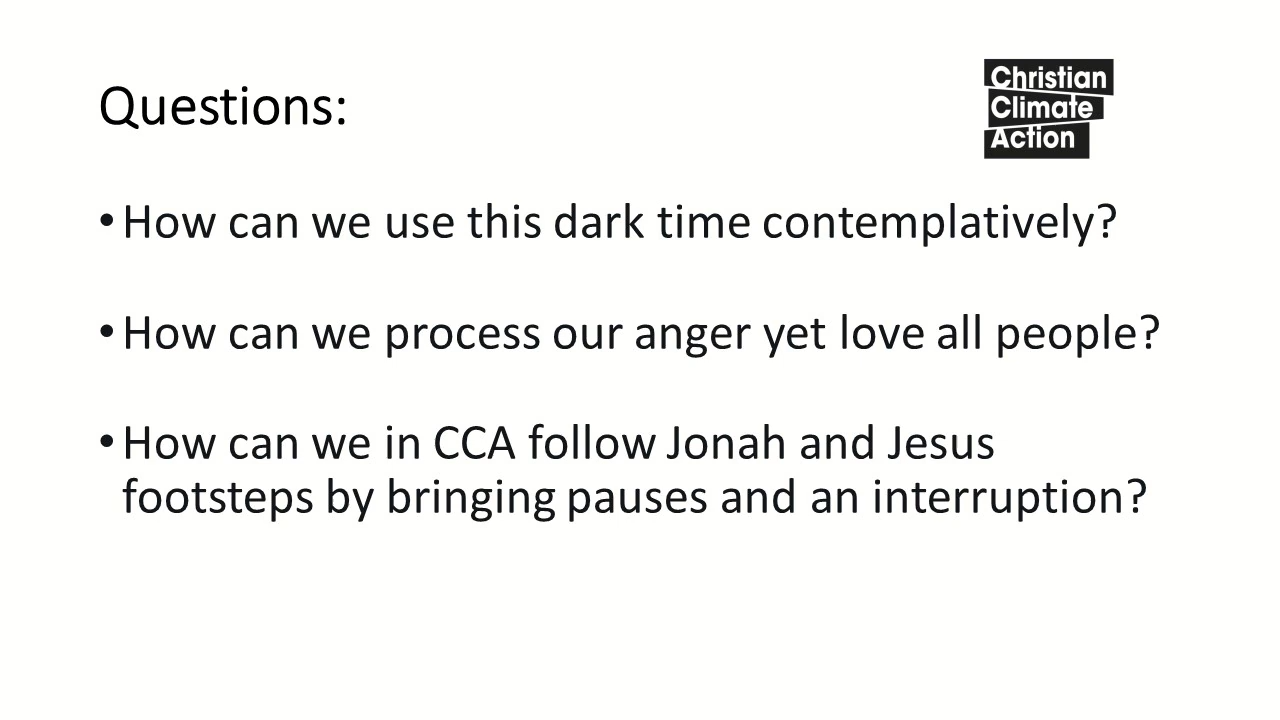 Questions:
Christian
Climate
Action
• How can we use this dark time contemplatively?
• How can we process our anger yet love all people?
• How can we in CCA follow Jonah and Jesus
footsteps by bringing pauses and an interruption?